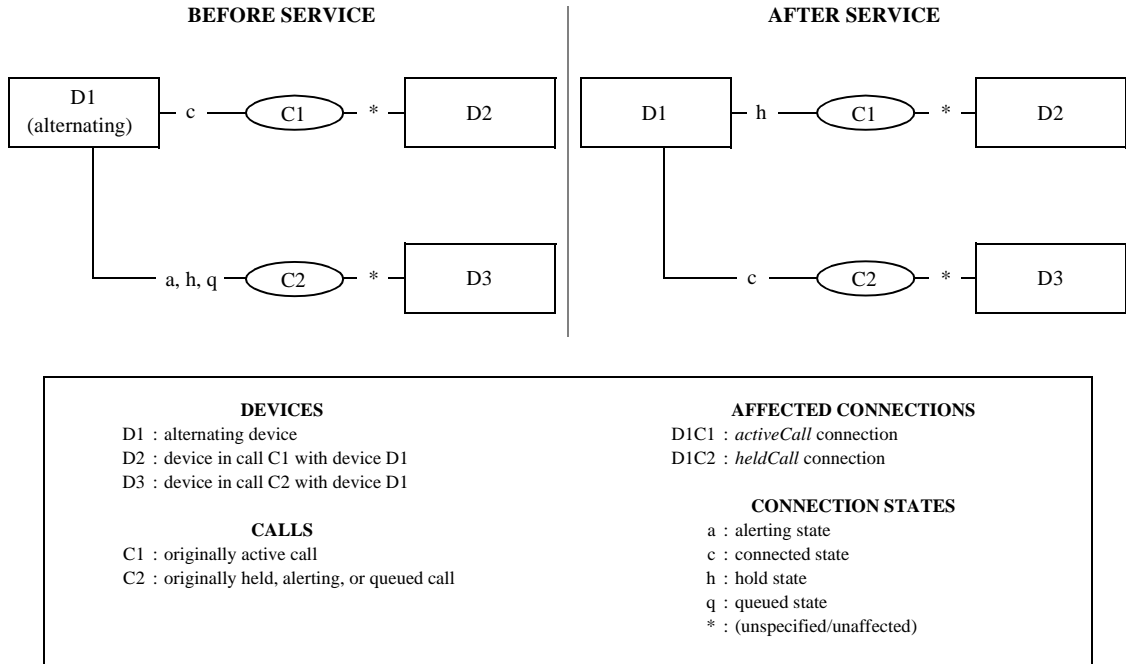 BEFORE SERVICE
D1
(alternating)
c
C1
*
D2
a, h, q
C2
*
D3
AFTER SERVICE
D1
h
C1
*
D2
c
C2
*
D3
DEVICES
D1 : alternating device
D2 : device in call C1 with device D1
D3 : device in call C2 with device D1
CALLS
C1 : originally active call
C2 : originally held, alerting, or queued call
AFFECTED CONNECTIONS
D1C1 : activeCall connection
D1C2 : heldCall connection
CONNECTION STATES
a : alerting state
c : connected state
h : hold state
q : queued state
* : (unspecified/unaffected)